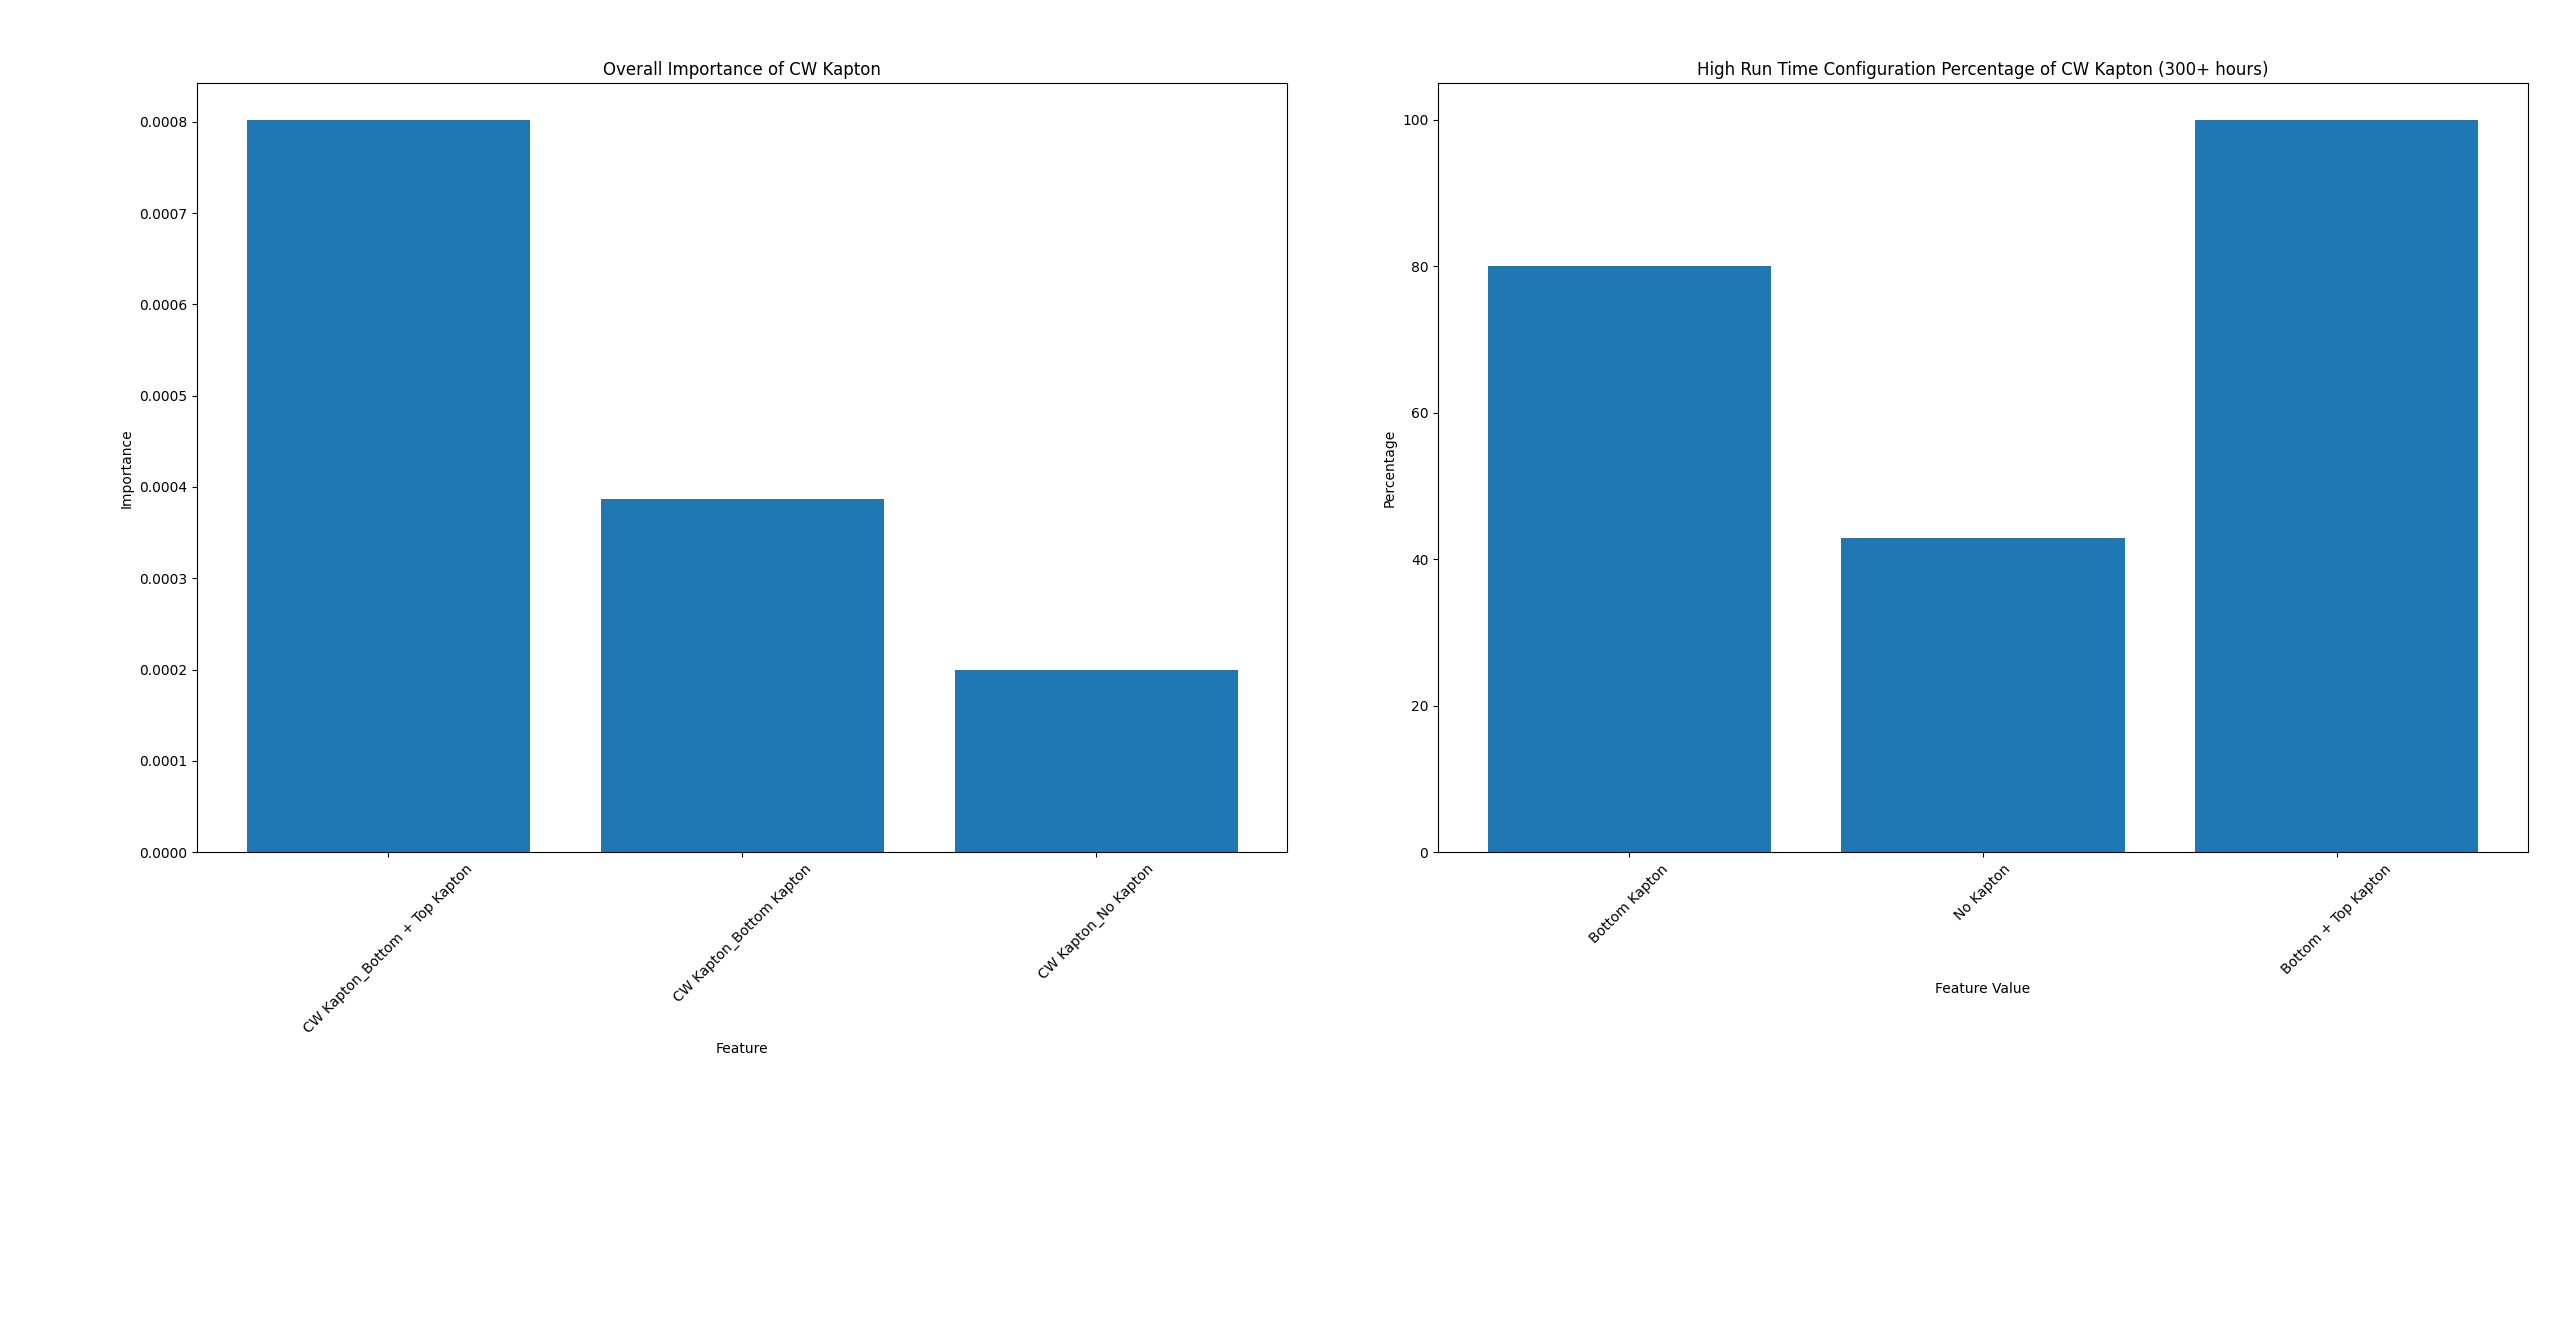 Overall Importance of CW Kapton
Importance
0.0008
0.0007
0.0006
0.0005
0.0004
0.0003
0.0002
0.0001
0.0000
CW Kapton_Bottom + Top Kapton
CW Kapton_Bottom Kapton
CW Kapton_No Kapton
Feature
High Run Time Configuration Percentage of CW Kapton (300+ hours)
Percentage
100
80
60
40
20
0
Bottom Kapton
No Kapton
Bottom + Top Kapton
Feature Value